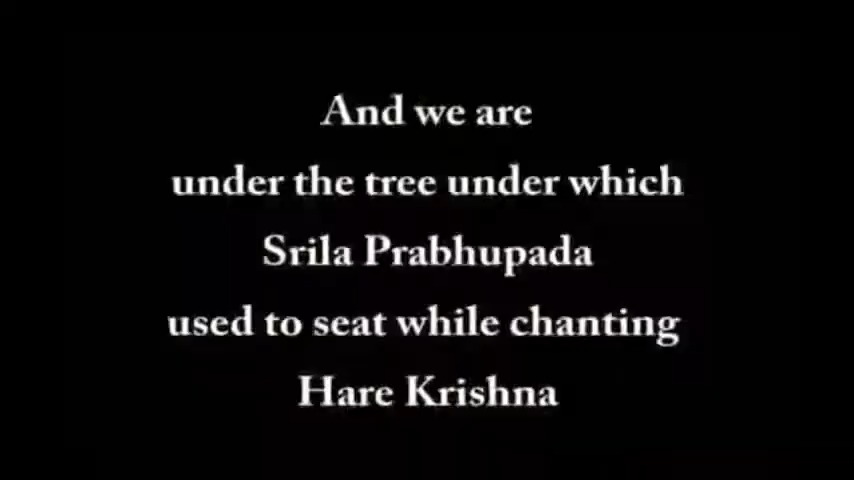 And we are
under the tree under which
Srila Prabhupada
used to seat while chanting
Hare Krishna